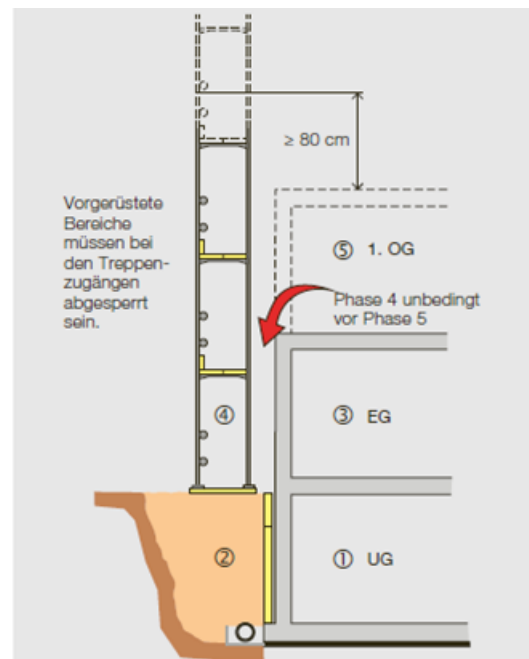 ≥ 80 cm
Vorgerüstete
Bereiche
müssen bei
den Treppen-
zugängen
abgesperrt
sein.
⑤ 1. OG
Phase 4 unbedingt
vor Phase 5
④
③ EG
②
① UG